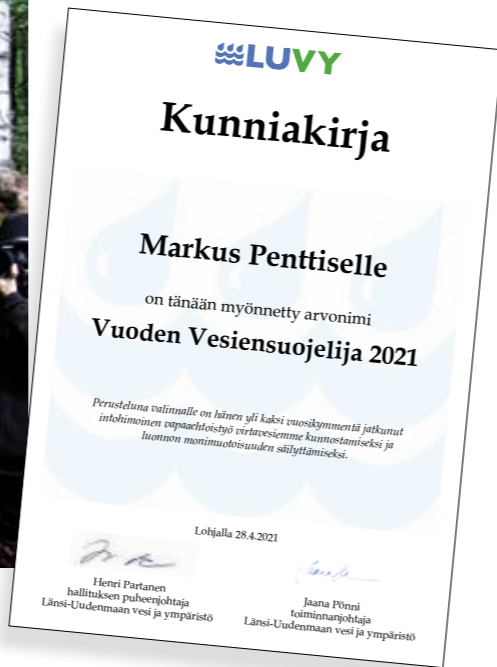 LUVY
Kunniakirja
Markus Penttiselle
on tänään myönnetty arvonimi
Vuoden Vesiensuojelija 2021
Perusteluna valinnalle on hänen yli kaksi vuosikymmentä jatkunut
intohimoinen vapaaehtoistyö virtavesiemme kunnostamiseksi ja
luonnon monimuotoisuuden säilyttämiseksi.
Lohjalla 28.4.2021
Henri Partanen
hallituksen puheenjohtaja
Länsi-Uudenmaan vesi ja ympäristö
Jaana Pönni
toiminnanjohtaja
Länsi-Uudenmaan vesi ja ympäristö